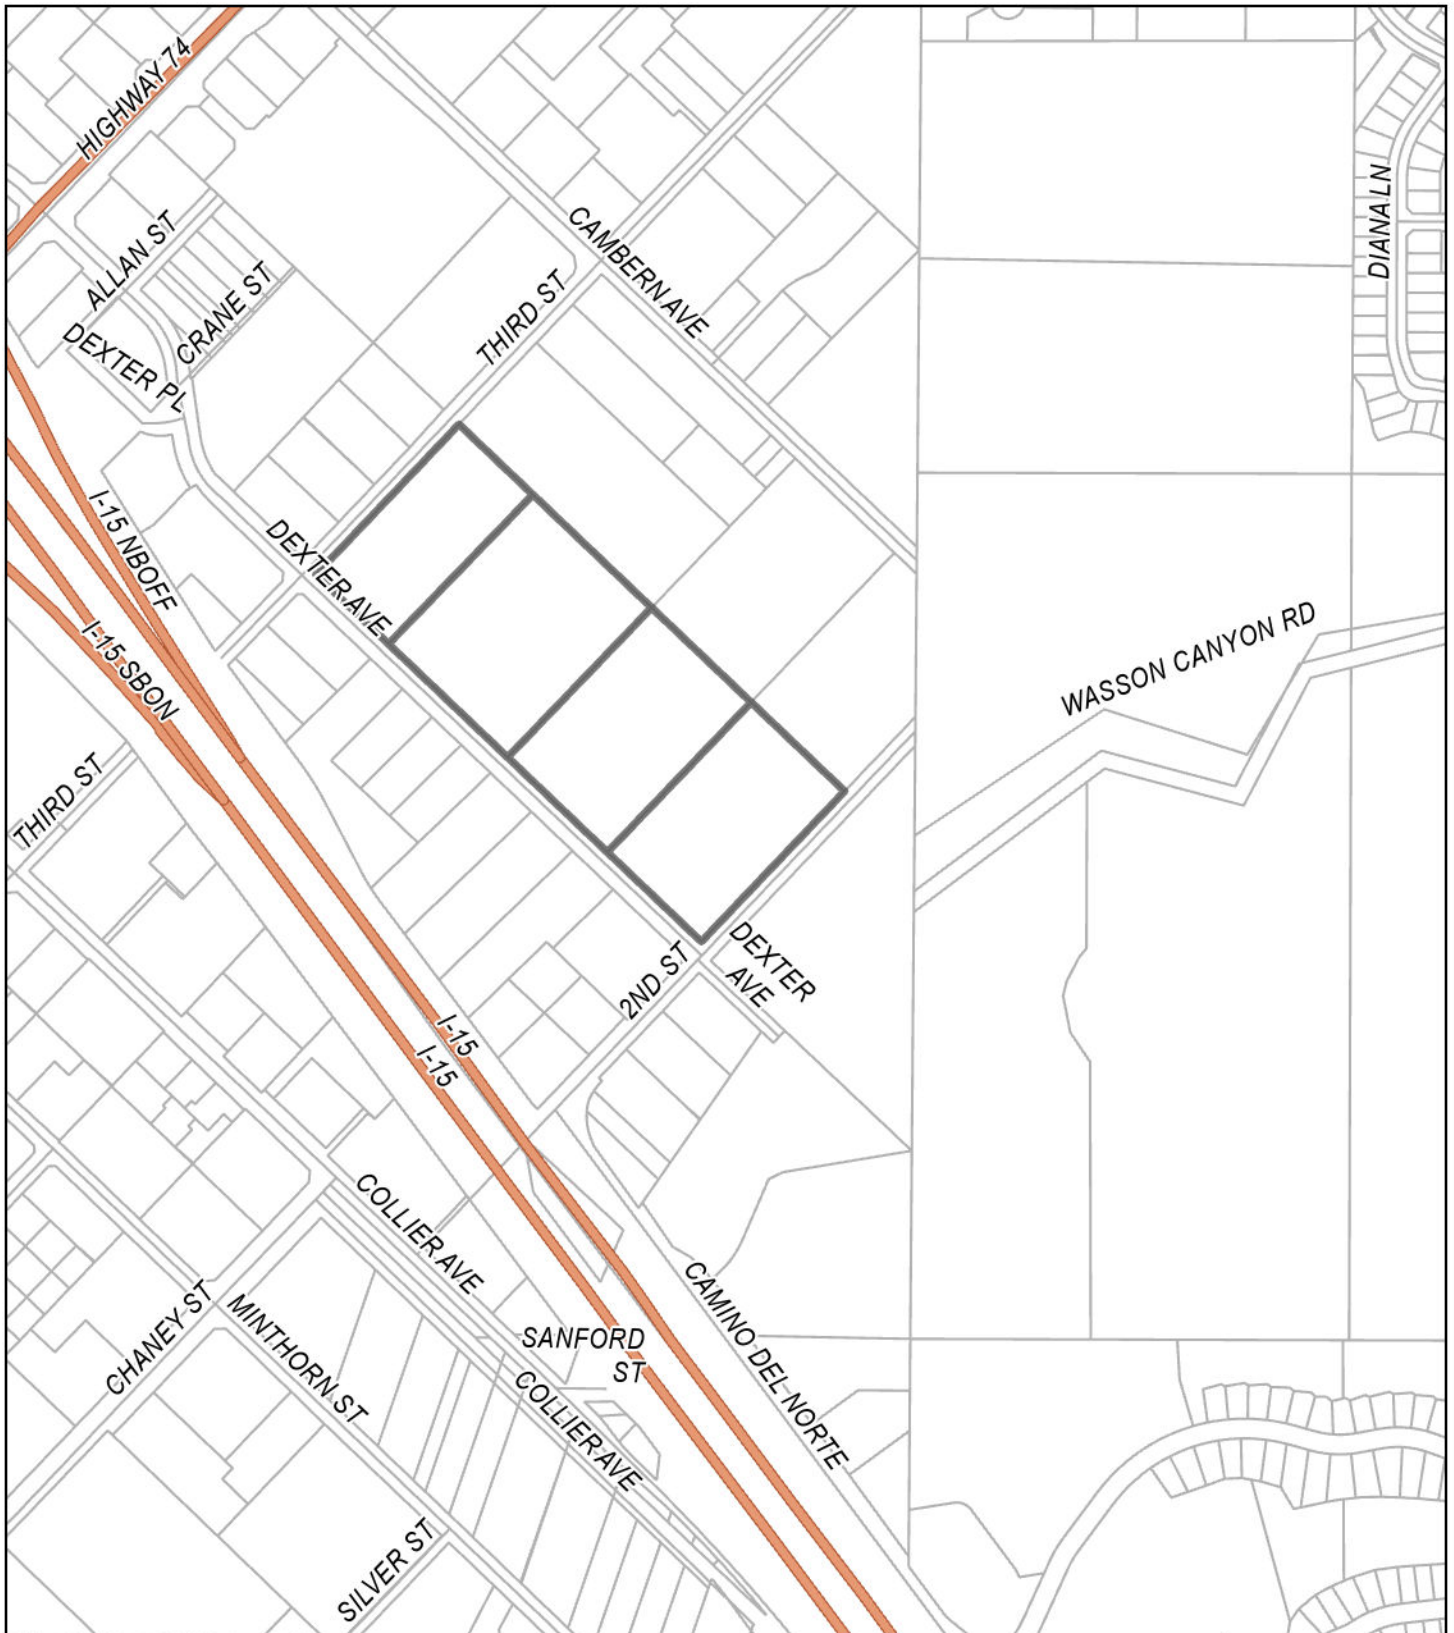 HIGHWAY 74
DIANA LN
ALLAN ST
CAMBERN AVE
CRANE ST
THIRD ST
DEXTER PL
I-15 NBOFF
DEXTER AVE
I-15 SBON
WASSON CANYON RD
THIRD ST
2ND ST
DEXTER
AVE
I-15
I-15
COLLIER AVE
CAMINO DEL NORTE
CHANEY ST
MINTHORN ST
SANFORD
ST
COLLIER AVE
SILVER ST